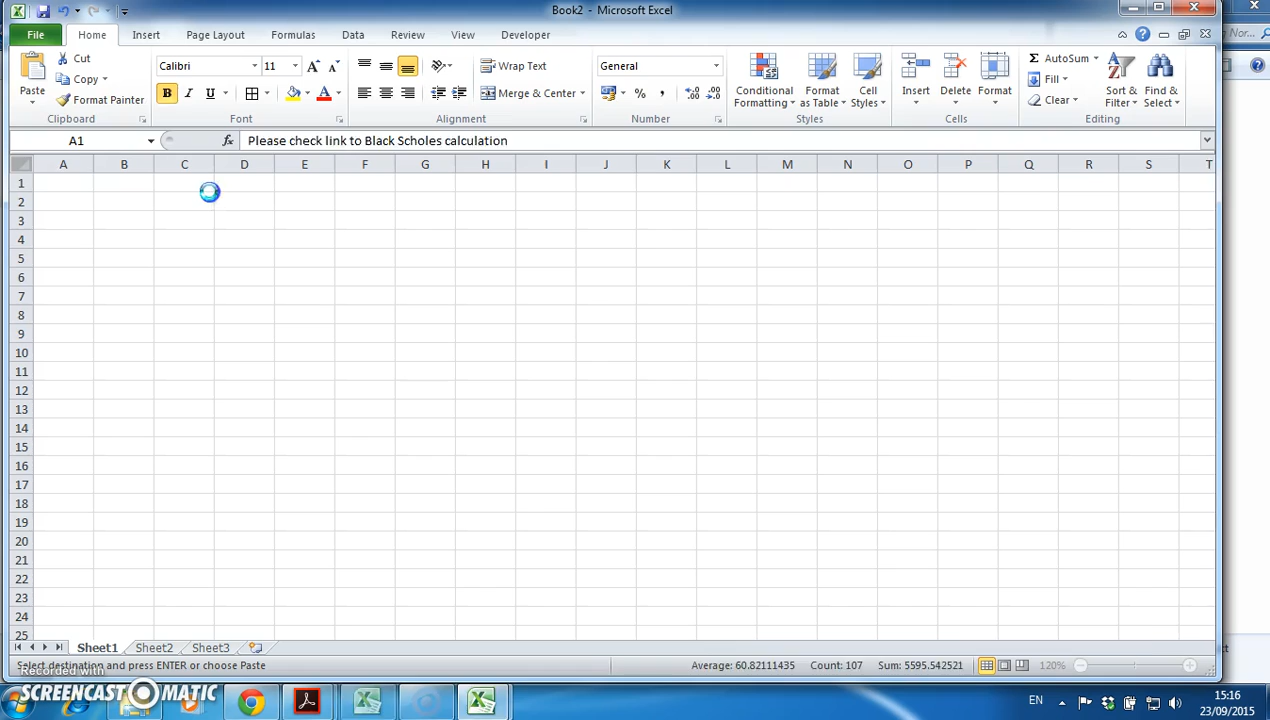 Book2 - Microsoft Excel
File Home Insert Page Layout Formulas Data Review View Developer
Paste
Cut
Copy
Format Painter
Clipboard
Calibri 11
B I U
Font
Wrap Text
Merge & Center
Alignment
General
%
Number
Conditional Formatting
Format as Table
Cell Styles
Styles
Insert Delete Format
Cells
AutoSum
Fill
Clear
Sort & Filter
Find & Select
Editing
A1 fx Please check link to Black Scholes calculation
A B C D E F G H I J K L M N O P Q R S T
1
2
3
4
5
6
7
8
9
10
11
12
13
14
15
16
17
18
19
20
21
22
23
24
25
Sheet1 Sheet2 Sheet3
Select destination and press ENTER or choose Paste Average: 60.82111435 Count: 107 Sum: 5595.542521 120%
Recorded with
SCREENCAST-O-MATIC
EN 15:16
23/09/2015